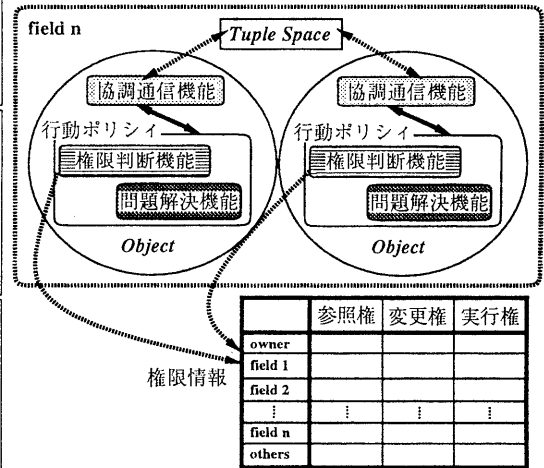 field n
Tuple Space
協調通信機能
協調通信機能
行動ポリシィ
行動ポリシィ
権限判断機能
権限判断機能
問題解決機能
問題解決機能
Object
Object
権限情報
参照権 変更権 実行権
owner
field 1
field 2
⋮ ⋮ ⋮ ⋮
field n
others